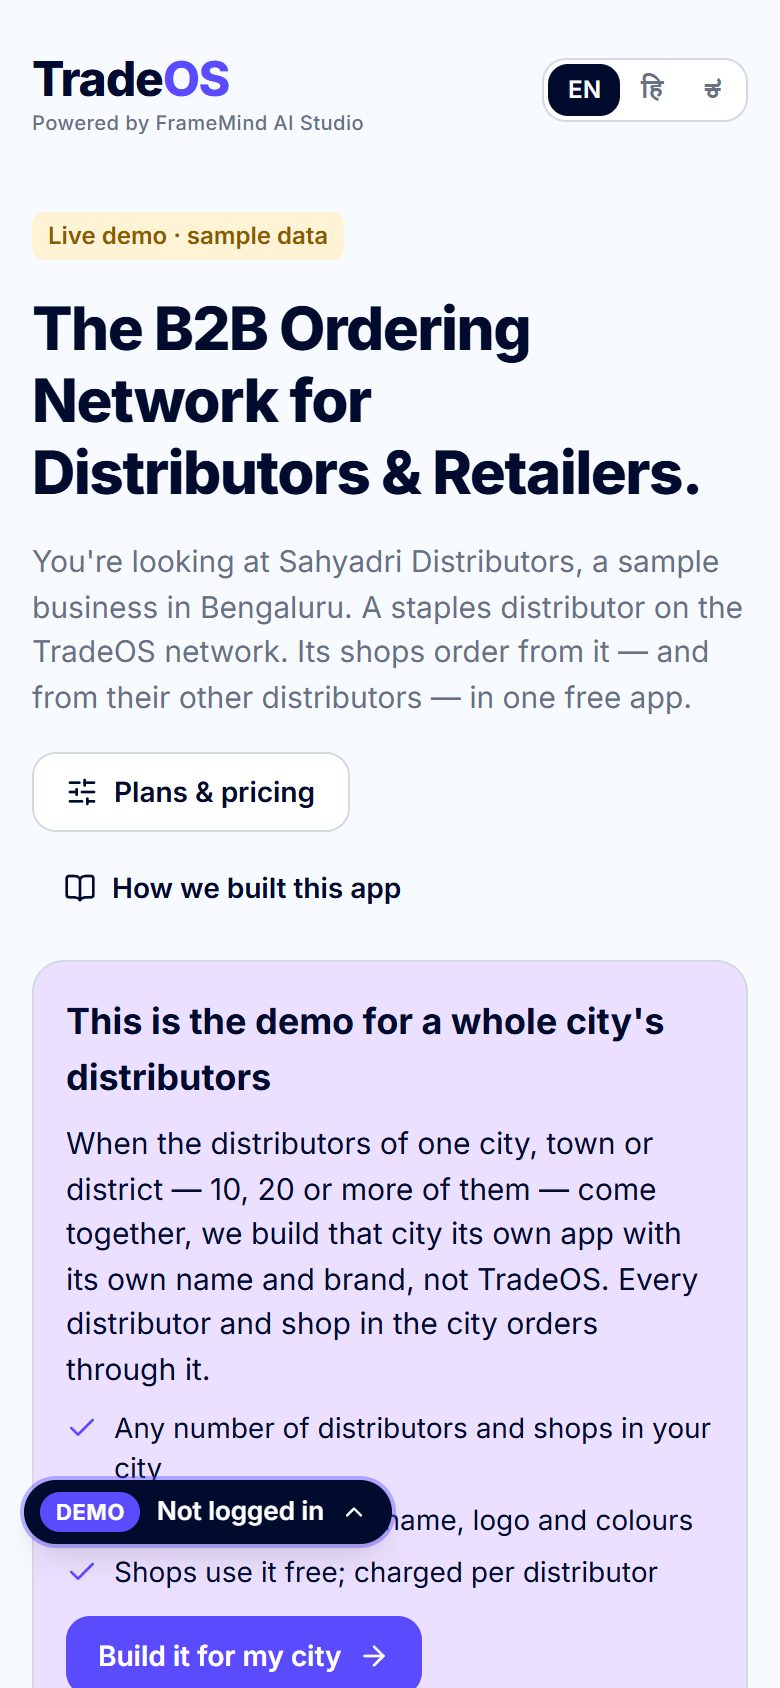 TradeOS
Powered by FrameMind AI Studio
EN हि ಕ
Live demo · sample data
The B2B Ordering
Network for
Distributors & Retailers.
You're looking at Sahyadri Distributors, a sample
business in Bengaluru. A staples distributor on the
TradeOS network. Its shops order from it — and
from their other distributors — in one free app.
Plans & pricing
How we built this app
This is the demo for a whole city's
distributors
When the distributors of one city, town or
district — 10, 20 or more of them — come
together, we build that city its own app with
its own name and brand, not TradeOS. Every
distributor and shop in the city orders
through it.
Any number of distributors and shops in your
city
DEMO Not logged in
name, logo and colours
Shops use it free; charged per distributor
Build it for my city